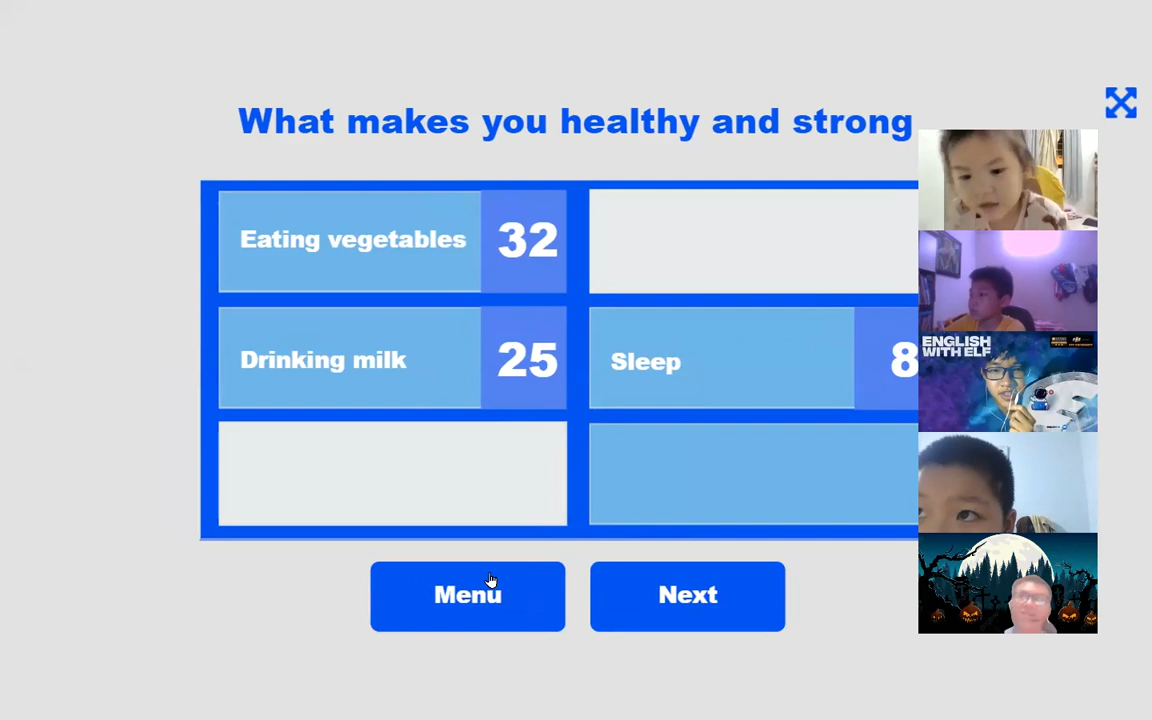 What makes you healthy and strong
Eating vegetables 32
Drinking milk 25
Sleep 8
ENGLISH
WITH ELF
Menu
Next